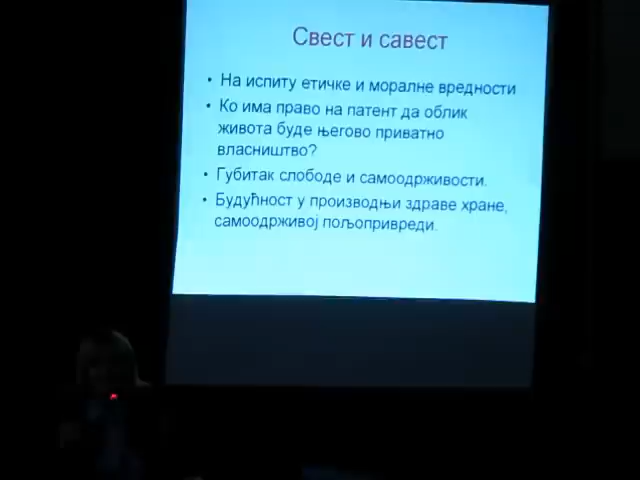 Свест и савест
• На испиту етичке и моралне вредности
• Ко има право на патент да облик
живота буде његово приватно
власништво?
• Губитак слободе и самоодрживости.
• Будућност у производњи здраве хране,
самоодрживој пољопривреди.